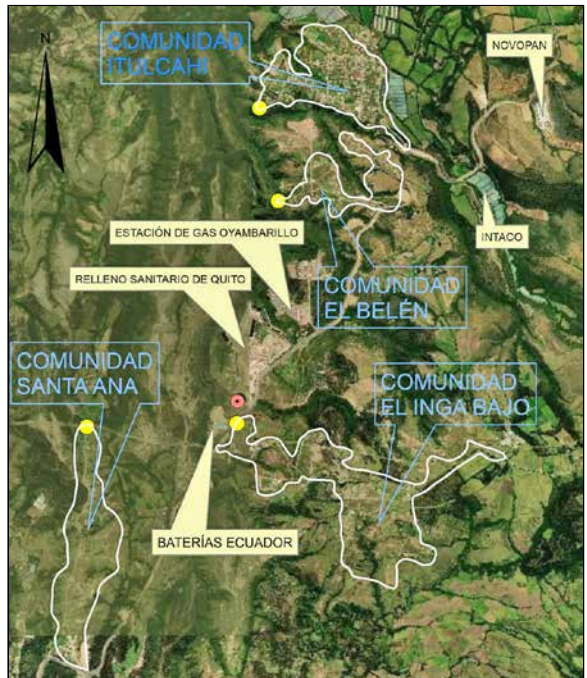 N
COMUNIDAD
ITULCAHI
NOVOPAN
ESTACIÓN DE GAS OYAMBARILLO
INTACO
RELLENO SANITARIO DE QUITO
COMUNIDAD
EL BELÉN
COMUNIDAD
SANTA ANA
COMUNIDAD
EL INGA BAJO
BATERÍAS ECUADOR